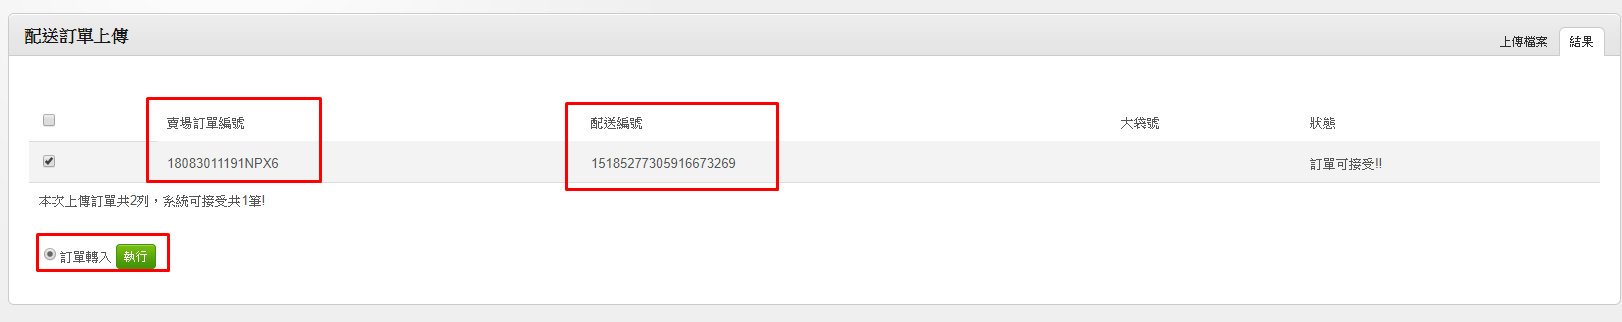 配送訂單上傳
上傳檔案 結果
賣場訂單編號 配送編號 大袋號 狀態
18083011191NPX6 15185277305916673269 訂單可接受!!
本次上傳訂單共2列，系統可接受共1筆!
訂單轉入 執行